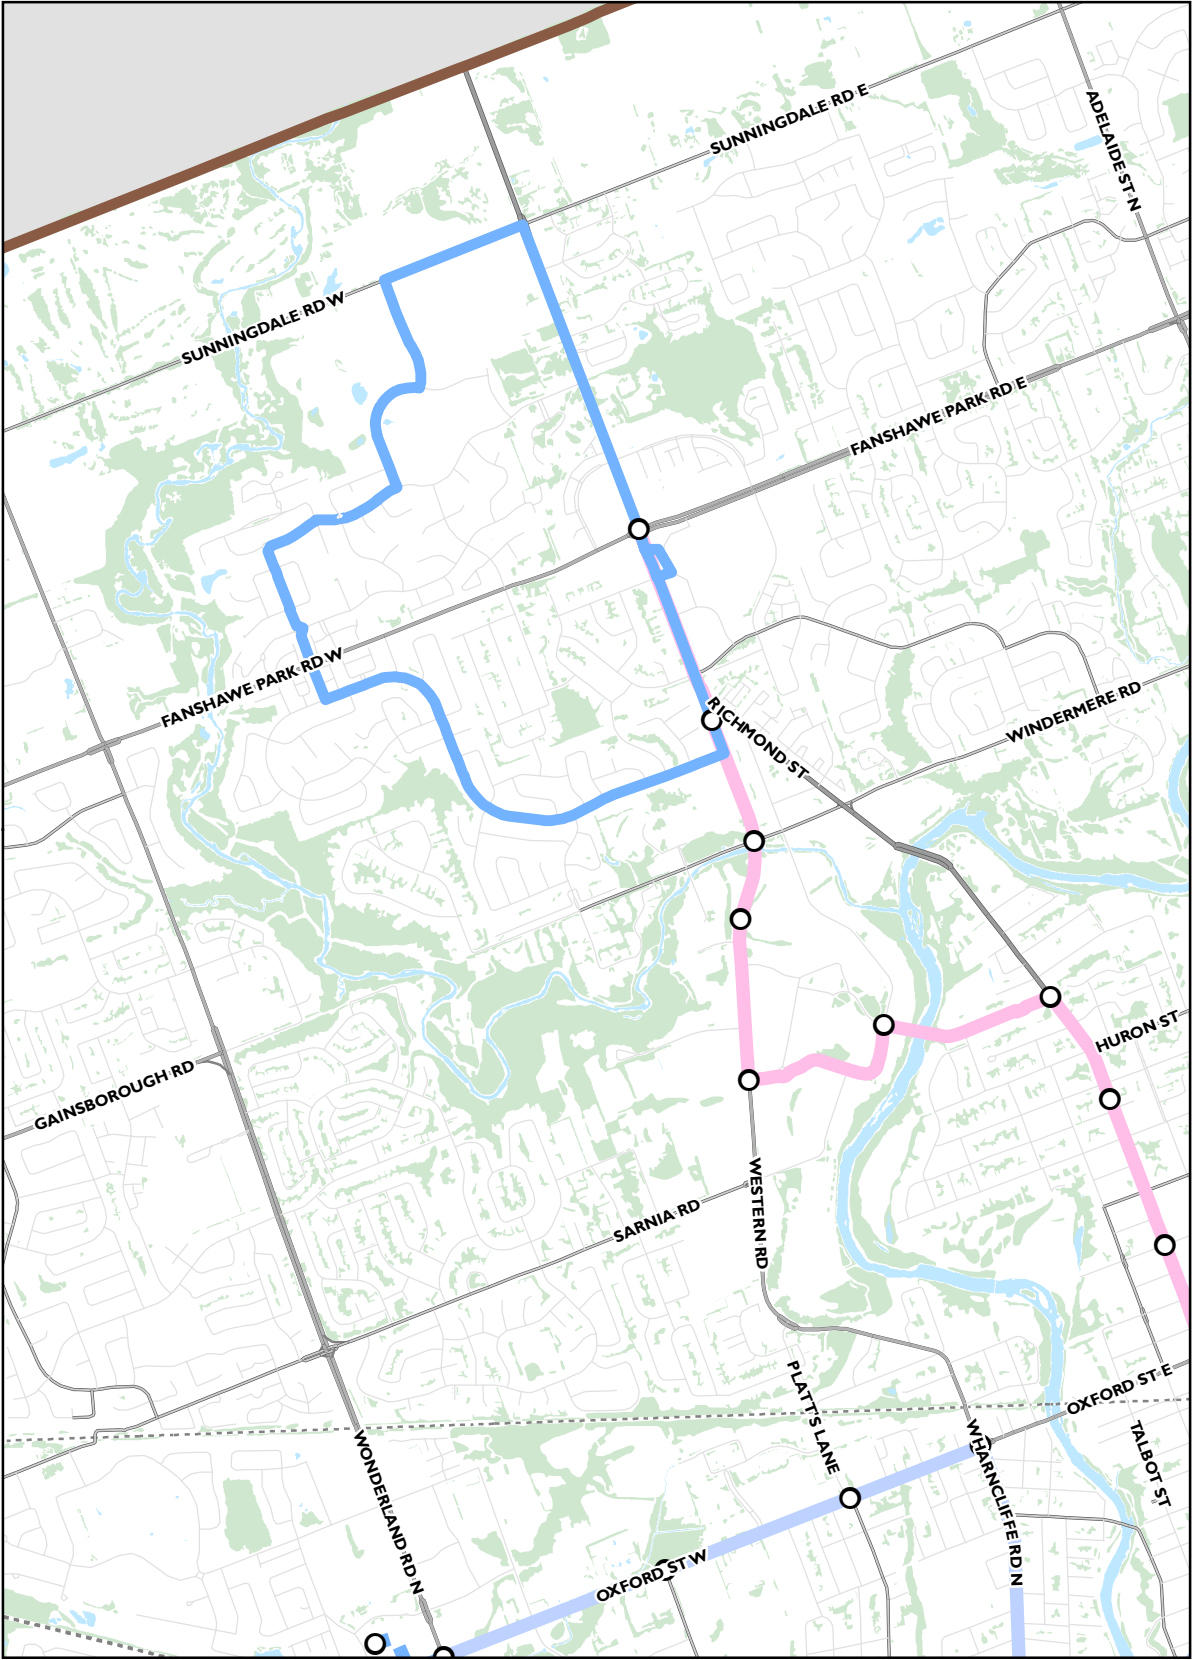 SUNNINGDALE RD E
ADELAIDE ST N
SUNNINGDALE RD W
FANSHAWE PARK RD E
FANSHAWE PARK RD W
RICHMOND ST
WINDERMERE RD
HURON ST
GAINSBOROUGH RD
WESTERN RD
SARNIA RD
PLATT'S LANE
OXFORD ST E
WONDERLAND RD N
WHARNCLIFFE RD N
TALBOT ST
OXFORD ST W